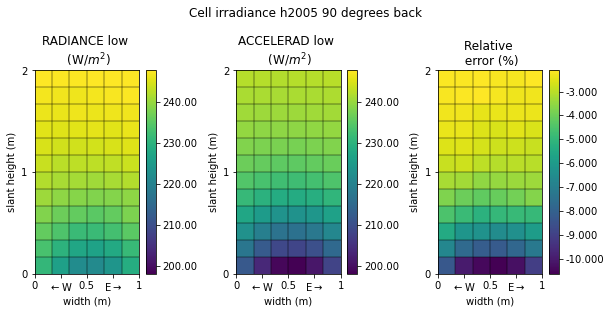 Cell irradiance h2005 90 degrees back
RADIANCE low
(W/m²)
2
1
0
slant height (m)
0
←W
0.5
E→
1
width (m)
240.00
230.00
220.00
210.00
200.00
ACCELERAD low
(W/m²)
2
1
0
slant height (m)
0
←W
0.5
E→
1
width (m)
240.00
230.00
220.00
210.00
200.00
Relative
error (%)
2
1
0
slant height (m)
0
←W
0.5
E→
1
width (m)
-3.000
-4.000
-5.000
-6.000
-7.000
-8.000
-9.000
-10.000